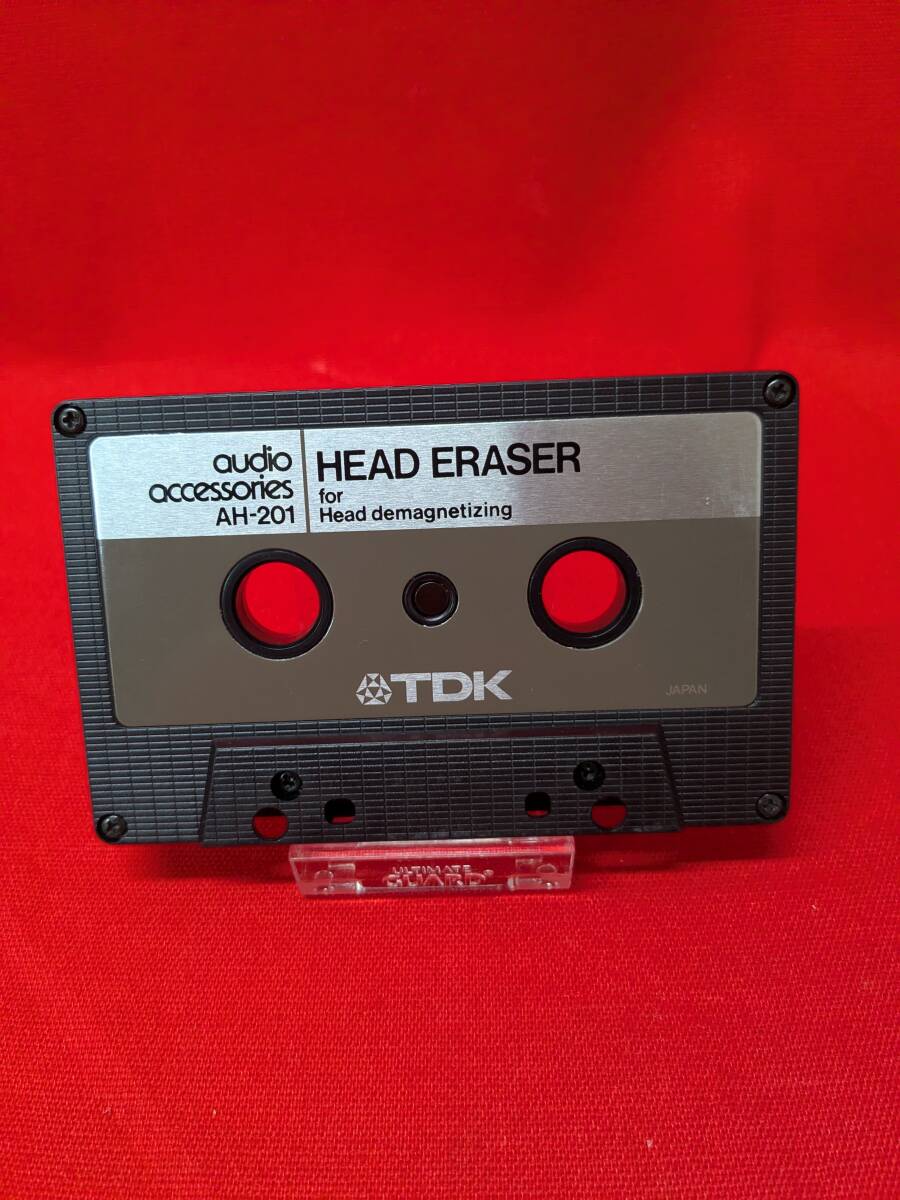 audio
accessories
AH-201
HEAD ERASER
for
Head demagnetizing
TDK
JAPAN
ULTIMATE
GUARD®